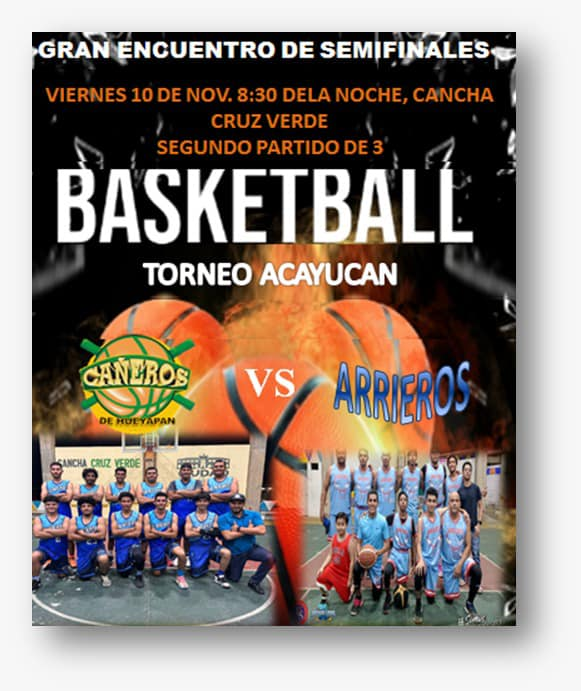 GRAN ENCUENTRO DE SEMIFINALES
VIERNES 10 DE NOV. 8:30 DELA NOCHE, CANCHA
CRUZ VERDE
SEGUNDO PARTIDO DE 3
BASKETBALL
TORNEO ACAYUCAN
CAÑEROS
DE HUEYAPAN
VS
ARRIEROS
CANCHA CRUZ VERDE